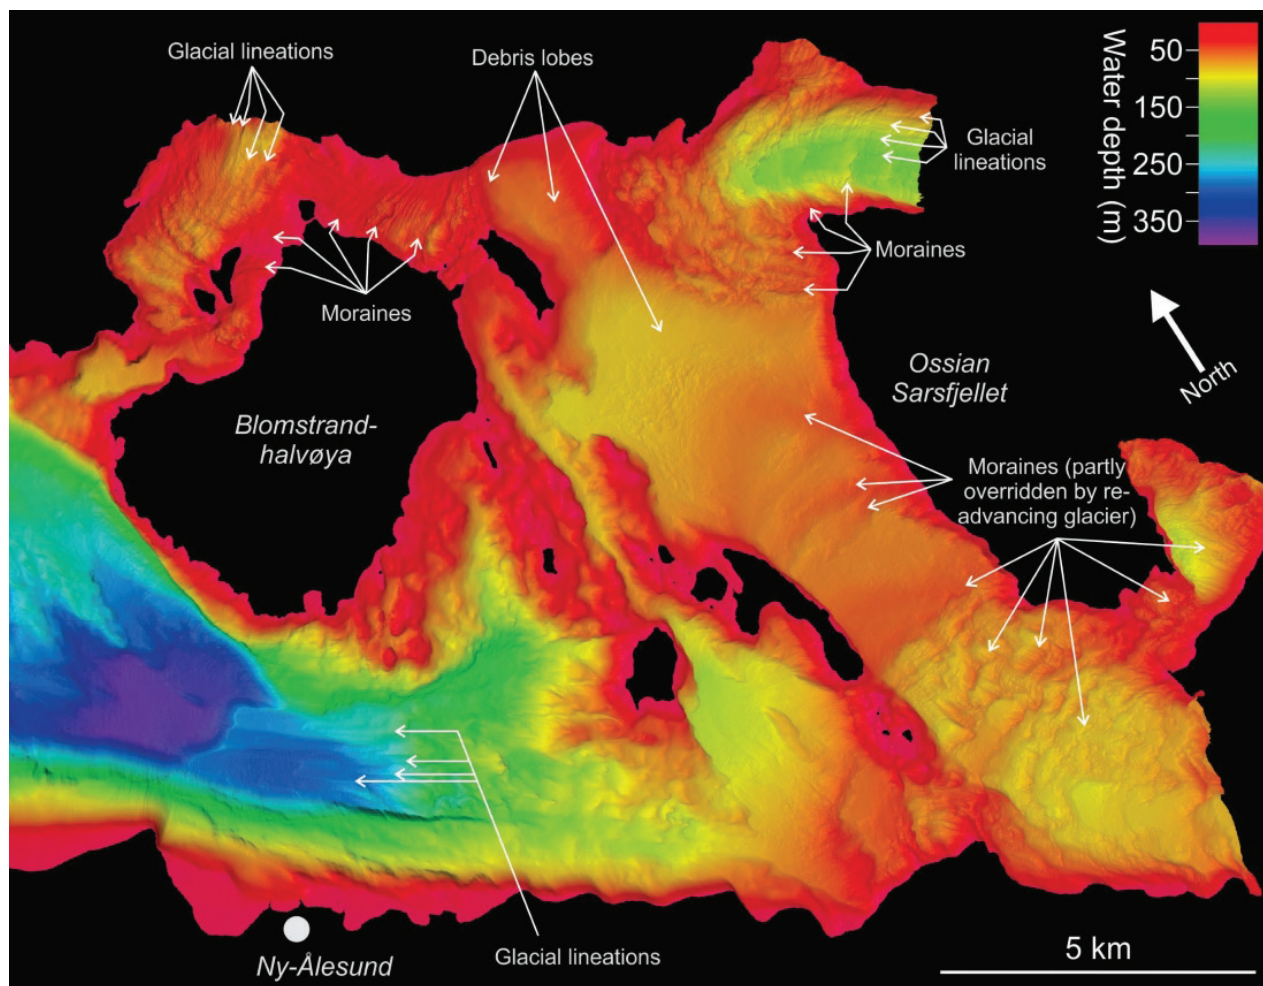 Glacial lineations
Debris lobes
Water depth (m)
50
150
250
350
Glacial
lineations
Moraines
Moraines
North
Ossian
Sarsfjellet
Blomstrand-
halvøya
Moraines (partly
overridden by re-
advancing glacier)
Glacial lineations
Ny-Ålesund
5 km